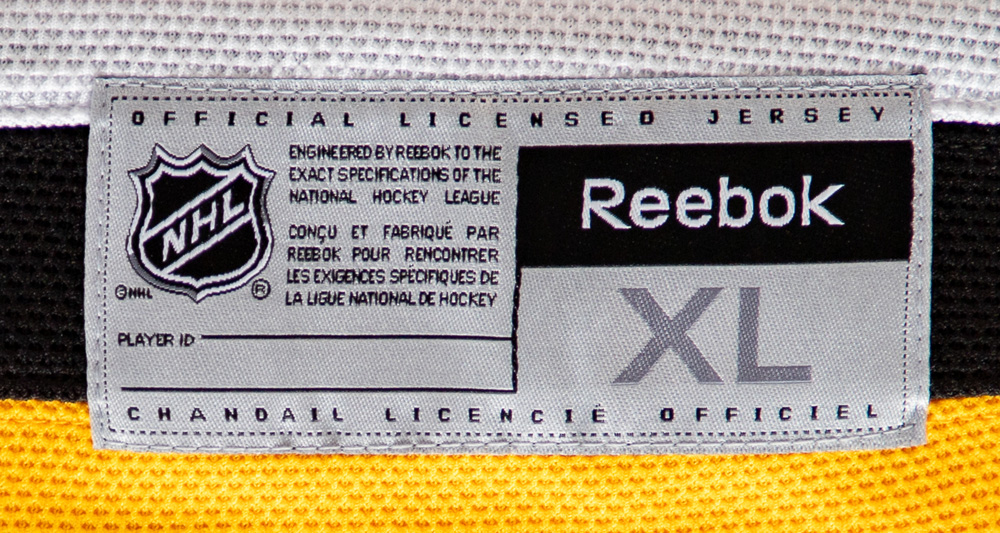 OFFICIAL LICENSED JERSEY
NHL
©NHL
®
ENGINEERED BY REEBOK TO THE
EXACT SPECIFICATIONS OF THE
NATIONAL HOCKEY LEAGUE
CONÇU ET FABRIQUÉ PAR
REEBOK POUR RENCONTRER
LES EXIGENCES SPÉCIFIQUES DE
LA LIGUE NATIONAL DE HOCKEY
PLAYER ID
Reebok
XL
CHANDAIL LICENCIÉ OFFICIEL